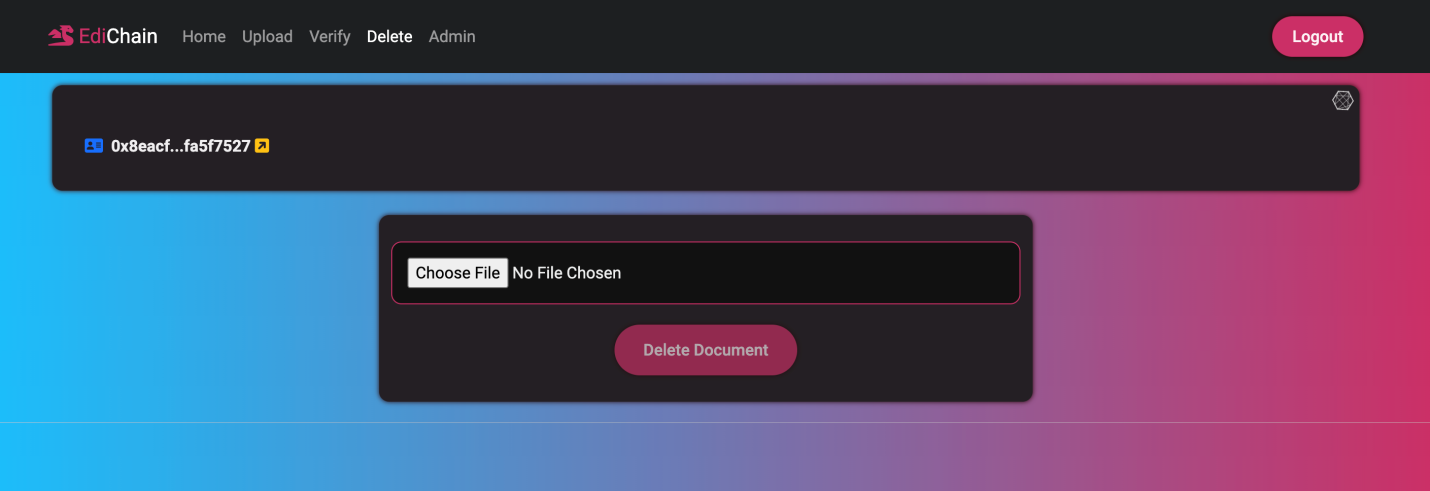 EdiChain Home Upload Verify Delete Admin Logout
0x8eacf...fa5f7527
Choose File No File Chosen
Delete Document